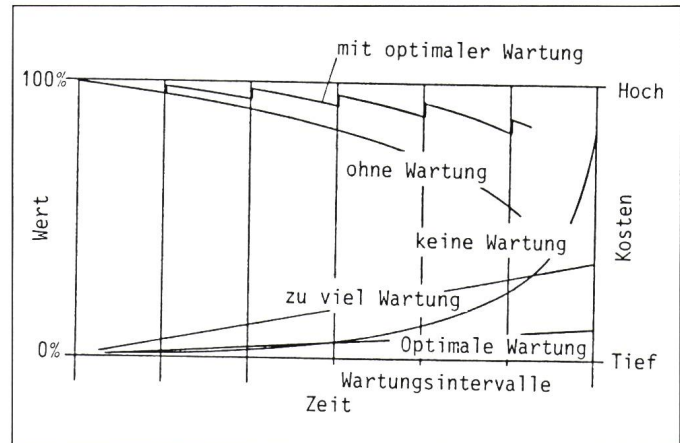 mit optimaler Wartung
100%
Hoch
ohne Wartung
Wert
keine Wartung
Kosten
zu viel Wartung
0%
Optimale Wartung
Tief
Wartungsintervalle
Zeit